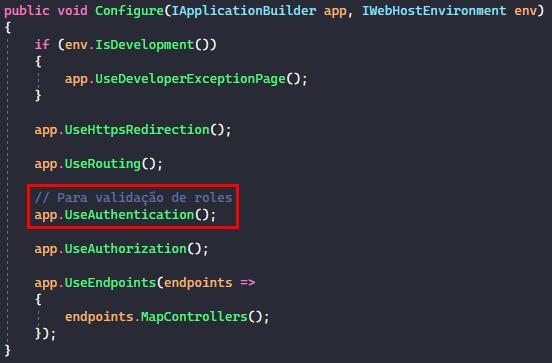 public void Configure(IApplicationBuilder app, IWebHostEnvironment env)
{
if (env.IsDevelopment())
{
app.UseDeveloperExceptionPage();
}
app.UseHttpsRedirection();
app.UseRouting();
// Para validação de roles
app.UseAuthentication();
app.UseAuthorization();
app.UseEndpoints(endpoints =>
{
endpoints.MapControllers();
});
}